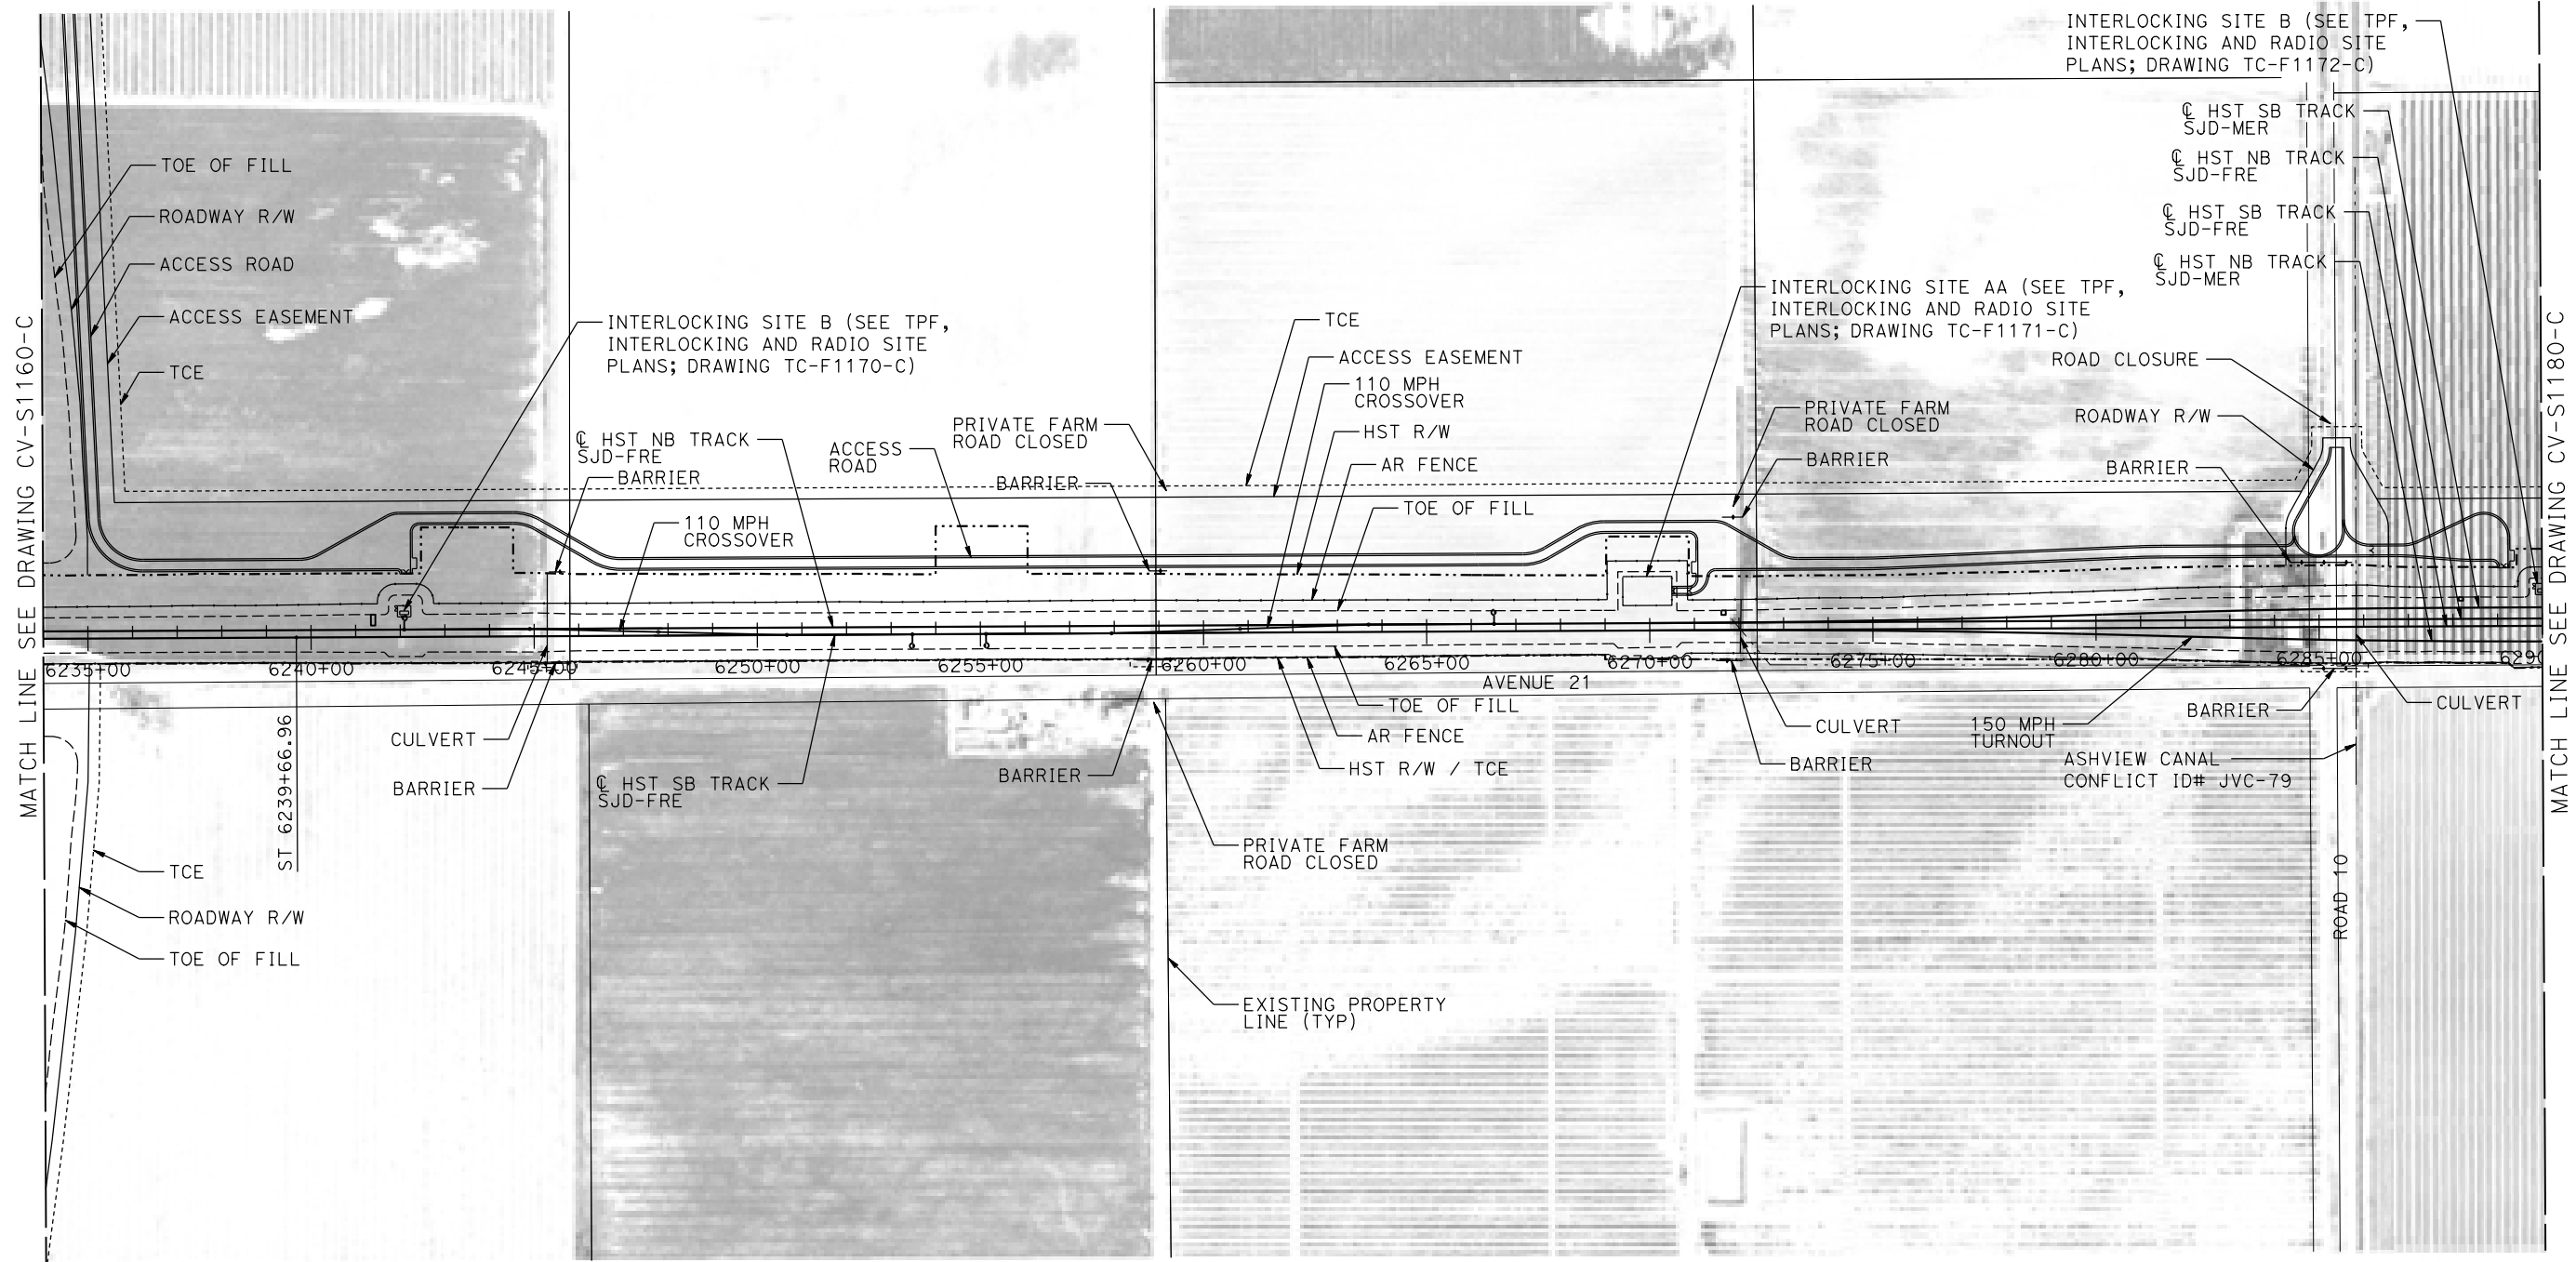 INTERLOCKING SITE B (SEE TPF,
INTERLOCKING AND RADIO SITE
PLANS; DRAWING TC-F1172-C)
℄ HST SB TRACK
SJD-MER
℄ HST NB TRACK
SJD-FRE
℄ HST SB TRACK
SJD-FRE
℄ HST NB TRACK
SJD-MER
TOE OF FILL
ROADWAY R/W
ACCESS ROAD
ACCESS EASEMENT
TCE
MATCH LINE SEE DRAWING CV-S1160-C
INTERLOCKING SITE B (SEE TPF,
INTERLOCKING AND RADIO SITE
PLANS; DRAWING TC-F1170-C)
℄ HST NB TRACK
SJD-FRE
BARRIER
110 MPH
CROSSOVER
ACCESS
ROAD
PRIVATE FARM
ROAD CLOSED
BARRIER
TCE
ACCESS EASEMENT
110 MPH
CROSSOVER
HST R/W
AR FENCE
TOE OF FILL
INTERLOCKING SITE AA (SEE TPF,
INTERLOCKING AND RADIO SITE
PLANS; DRAWING TC-F1171-C)
PRIVATE FARM
ROAD CLOSED
BARRIER
ROAD CLOSURE
ROADWAY R/W
BARRIER
MATCH LINE SEE DRAWING CV-S1180-C
6235+00
6240+00
6245+00
6250+00
6255+00
6260+00
6265+00
6270+00
6275+00
6280+00
6285+00
6290
AVENUE 21
ST 6239+66.96
CULVERT
BARRIER
℄ HST SB TRACK
SJD-FRE
BARRIER
TOE OF FILL
AR FENCE
HST R/W / TCE
PRIVATE FARM
ROAD CLOSED
CULVERT
BARRIER
150 MPH
TURNOUT
BARRIER
CULVERT
ASHVIEW CANAL
CONFLICT ID# JVC-79
ROAD 10
TCE
ROADWAY R/W
TOE OF FILL
EXISTING PROPERTY
LINE (TYP)